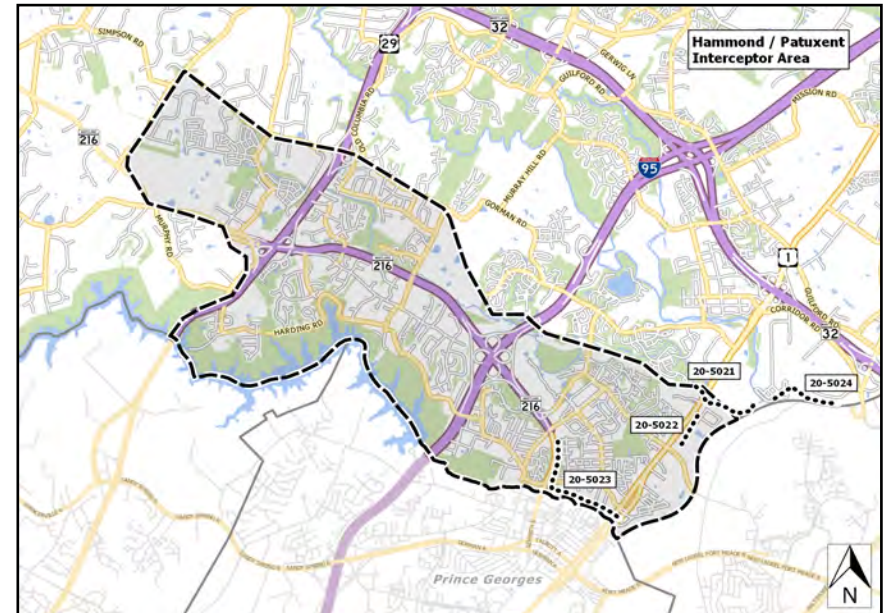 SIMPSON RD
29
32
Hammond / Patuxent
Interceptor Area
GERWIG LN
GUILFORD RD
MISSION RD
OLD COLUMBIA RD
216
95
MURRAY HILL RD
GORMAN RD
MURPHY RD
1
216
GUILFORD RD
CORRIDOR RD
HARDING RD
32
20-5021
20-5024
216
20-5022
20-5023
Prince Georges
N